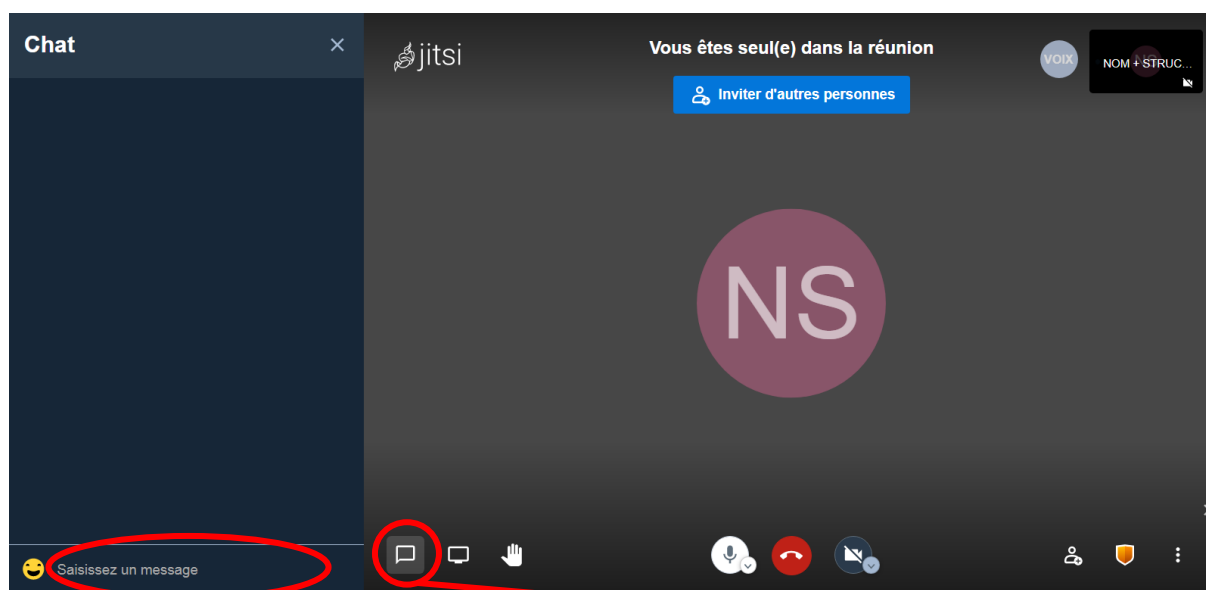 Chat
jitsi
Vous êtes seul(e) dans la réunion
Inviter d'autres personnes
VOIX
NOM + STRUC...
NS
Saisissez un message